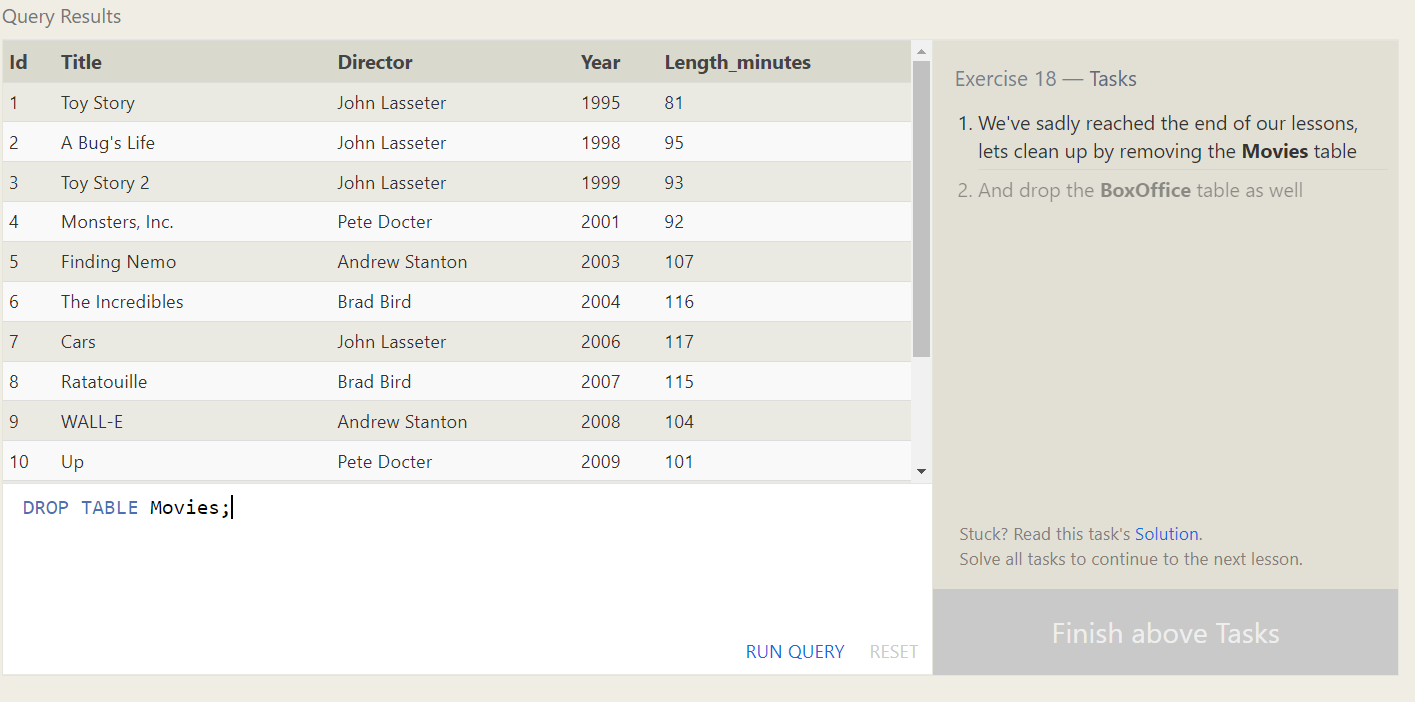 Query Results
Id Title Director Year Length_minutes
1 Toy Story John Lasseter 1995 81
2 A Bug's Life John Lasseter 1998 95
3 Toy Story 2 John Lasseter 1999 93
4 Monsters, Inc. Pete Docter 2001 92
5 Finding Nemo Andrew Stanton 2003 107
6 The Incredibles Brad Bird 2004 116
7 Cars John Lasseter 2006 117
8 Ratatouille Brad Bird 2007 115
9 WALL-E Andrew Stanton 2008 104
10 Up Pete Docter 2009 101
DROP TABLE Movies;
RUN QUERY RESET
Exercise 18 — Tasks
1. We've sadly reached the end of our lessons,
lets clean up by removing the Movies table
2. And drop the BoxOffice table as well
Stuck? Read this task's Solution.
Solve all tasks to continue to the next lesson.
Finish above Tasks